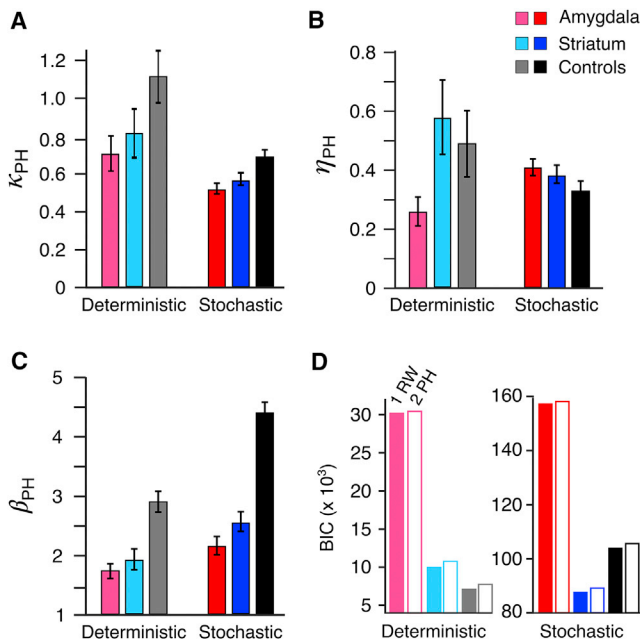 A
1.2
1.0
0.8
0.6
0.4
0.2
0
κPH
Deterministic
Stochastic
B
0.8
0.6
0.4
0.2
0
ηPH
Deterministic
Stochastic
Amygdala
Striatum
Controls
C
5
4
3
2
1
βPH
Deterministic
Stochastic
D
1 RW
2 PH
30
25
20
15
10
5
BIC (x 10³)
Deterministic
160
140
120
100
80
Stochastic